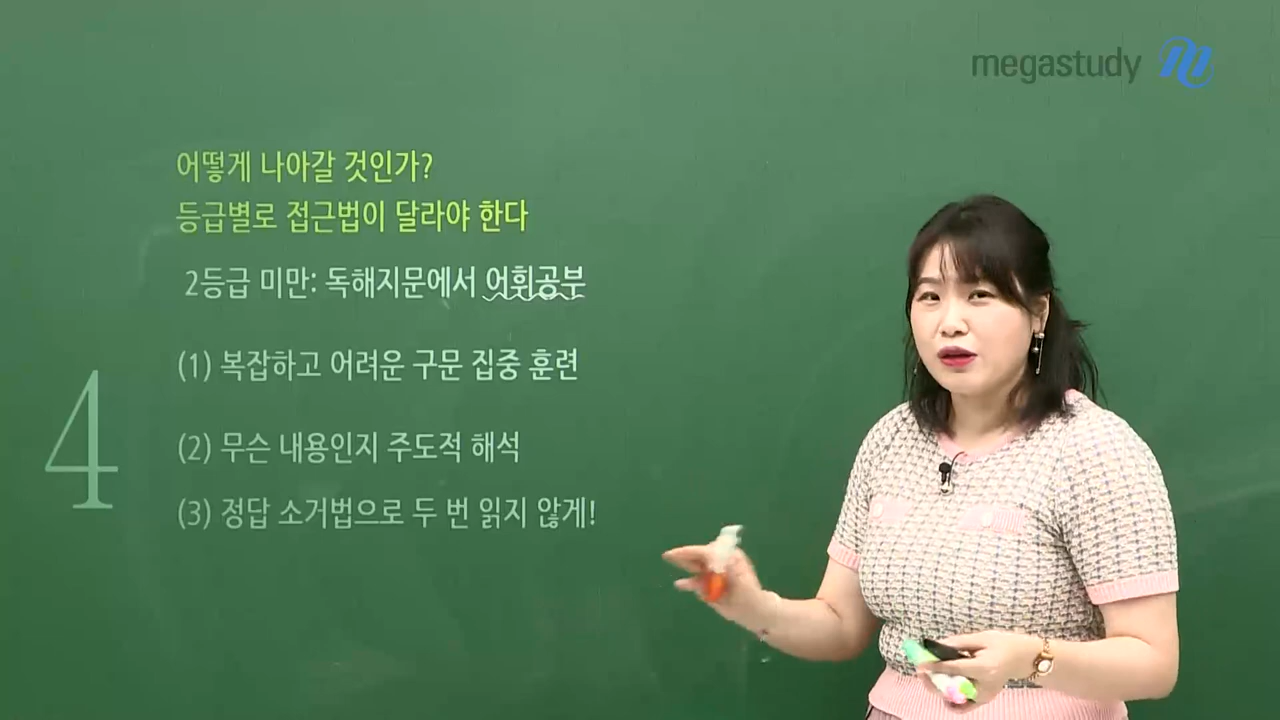 megastudy
어떻게 나아갈 것인가?
등급별로 접근법이 달라야 한다
2등급 미만: 독해지문에서 어휘공부
(1) 복잡하고 어려운 구문 집중 훈련
4
(2) 무슨 내용인지 주도적 해석
(3) 정답 소거법으로 두 번 읽지 않게!